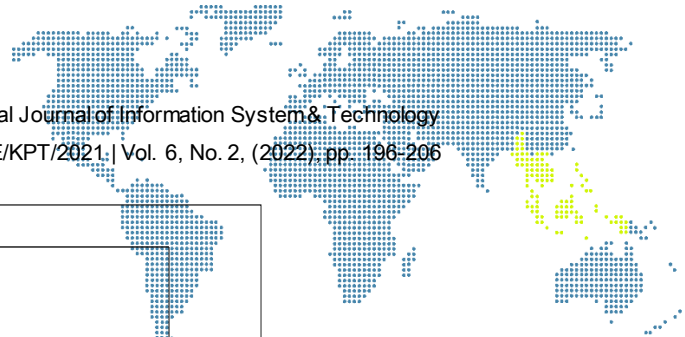 al Journal of Information System & Technology
E/KPT/2021 | Vol. 6, No. 2, (2022), pp. 196-206